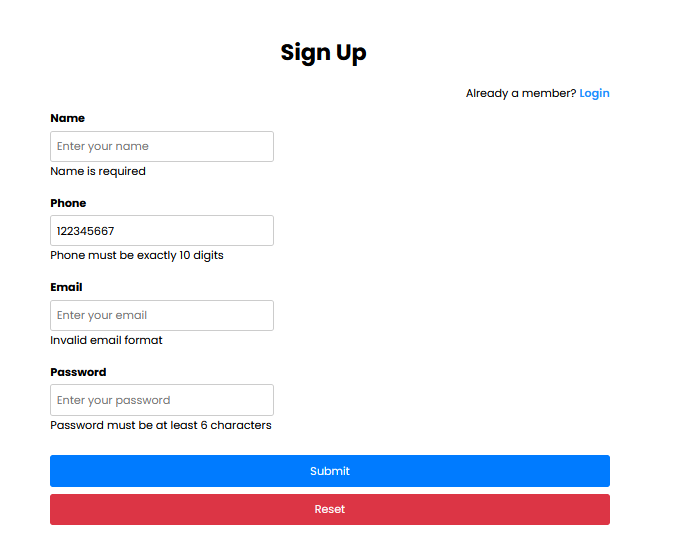 Sign Up
Already a member? Login
Name
Enter your name
Name is required
Phone
122345667
Phone must be exactly 10 digits
Email
Enter your email
Invalid email format
Password
Enter your password
Password must be at least 6 characters
Submit
Reset